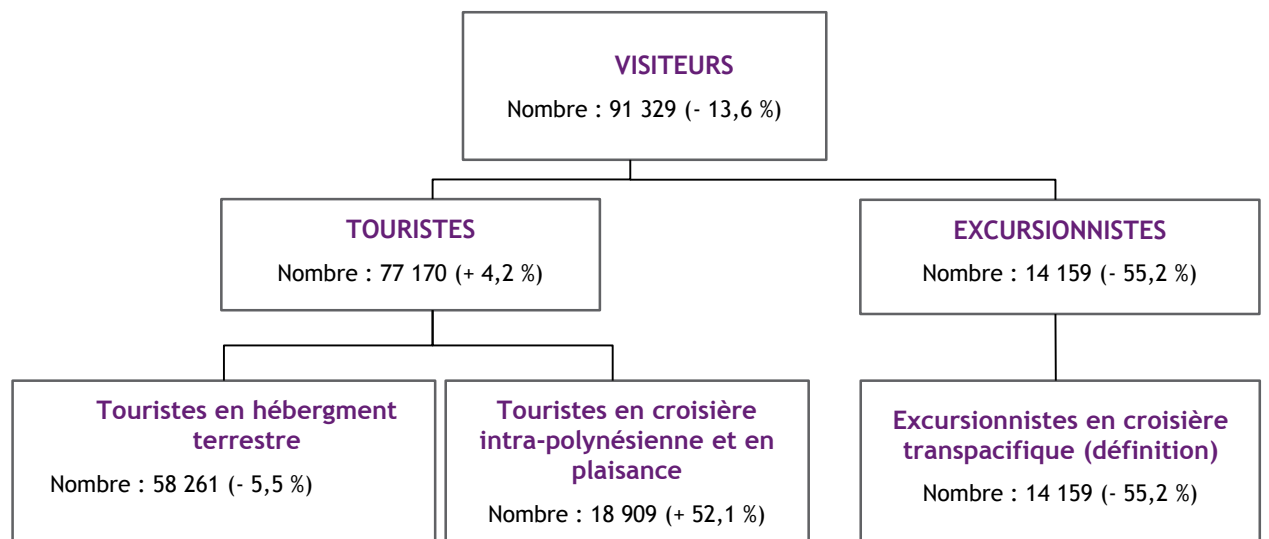 VISITEURS
Nombre : 91 329 (- 13,6 %)
TOURISTES
Nombre : 77 170 (+ 4,2 %)
EXCURSIONNISTES
Nombre : 14 159 (- 55,2 %)
Touristes en hébergment
terrestre
Nombre : 58 261 (- 5,5 %)
Touristes en croisière
intra-polynésienne et en
plaisance
Nombre : 18 909 (+ 52,1 %)
Excursionnistes en croisière
transpacifique (définition)
Nombre : 14 159 (- 55,2 %)